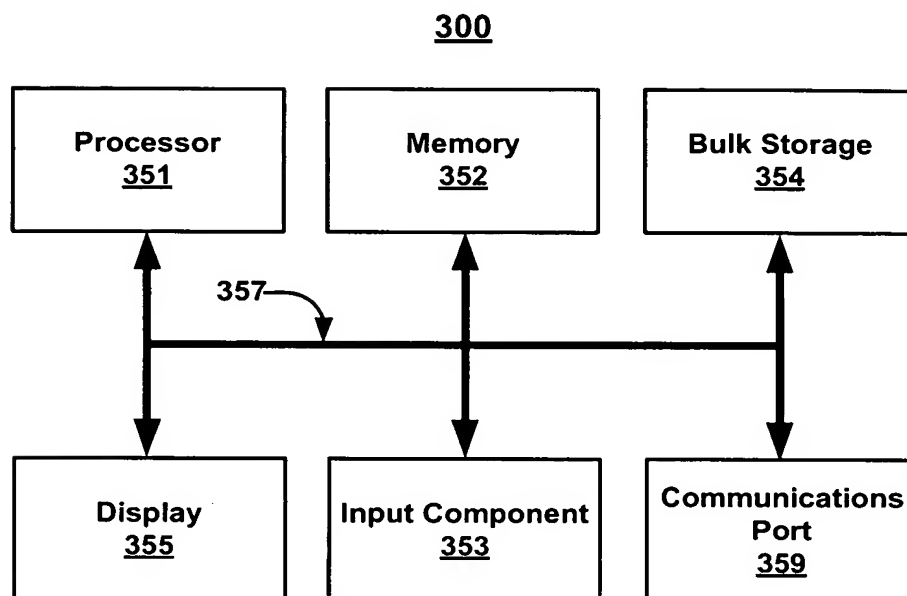 300
Processor
351
Memory
352
Bulk Storage
354
357
Display
355
Input Component
353
Communications
Port
359